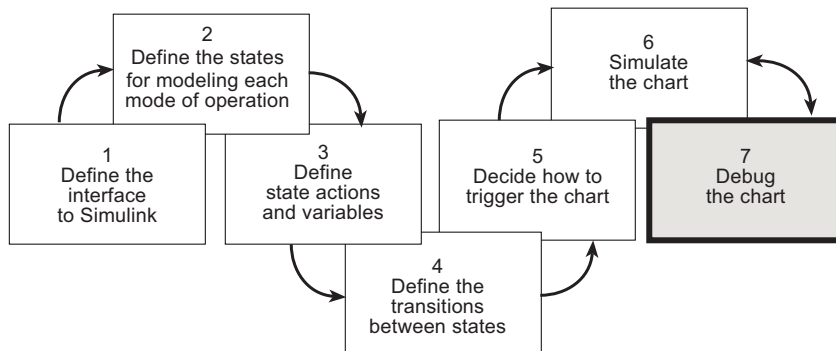 1
Define the
interface
to Simulink
2
Define the states
for modeling each
mode of operation
3
Define
state actions
and variables
4
Define the
transitions
between states
5
Decide how to
trigger the chart
6
Simulate
the chart
7
Debug
the chart